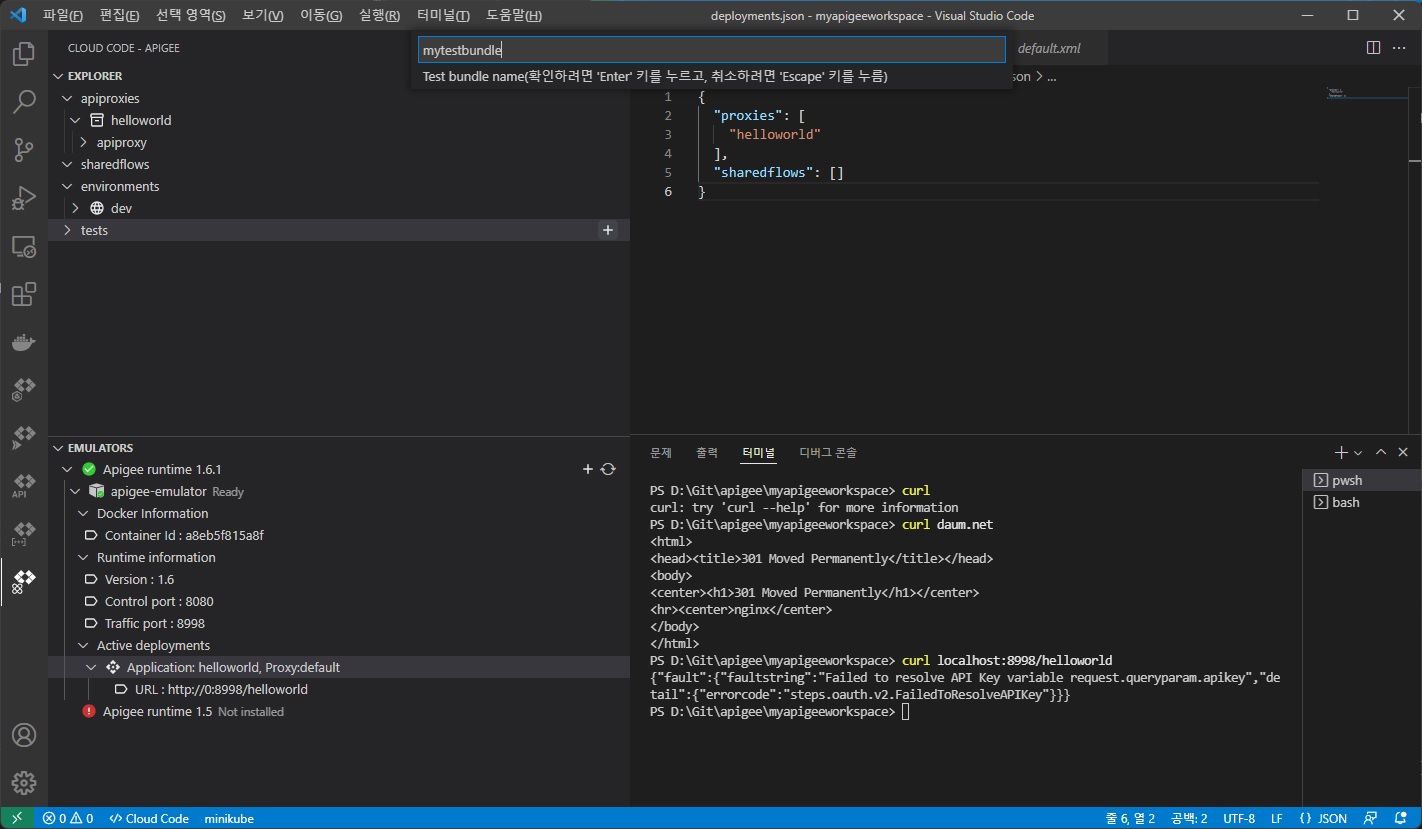 파일(F) 편집(E) 선택 영역(S) 보기(V) 이동(G) 실행(R) 터미널(T) 도움말(H) deployments.json - myapigeeworkspace - Visual Studio Code
mytestbundle
Test bundle name(확인하려면 'Enter' 키를 누르고, 취소하려면 'Escape' 키를 누름)
default.xml
son > ...
CLOUD CODE - APIGEE
EXPLORER
apiproxies
helloworld
apiproxy
sharedflows
environments
dev
tests
1 {
2 "proxies": [
3 "helloworld"
4 ],
5 "sharedflows": []
6 }
EMULATORS
Apigee runtime 1.6.1
apigee-emulator Ready
Docker Information
Container Id : a8eb5f815a8f
Runtime information
Version : 1.6
Control port : 8080
Traffic port : 8998
Active deployments
Application: helloworld, Proxy:default
URL : http://0:8998/helloworld
Apigee runtime 1.5 Not installed
API
문제 출력 터미널 디버그 콘솔
PS D:\Git\apigee\myapigeeworkspace> curl
curl: try 'curl --help' for more information
PS D:\Git\apigee\myapigeeworkspace> curl daum.net
<html>
<head><title>301 Moved Permanently</title></head>
<body>
<center><h1>301 Moved Permanently</h1></center>
<hr><center>nginx</center>
</body>
</html>
PS D:\Git\apigee\myapigeeworkspace> curl localhost:8998/helloworld
{"fault":{"faultstring":"Failed to resolve API Key variable request.queryparam.apikey","de
tail":{"errorcode":"steps.oauth.v2.FailedToResolveAPIKey"}}}
PS D:\Git\apigee\myapigeeworkspace>
pwsh
bash
0 0 Cloud Code minikube 줄 6, 열 2 공백: 2 UTF-8 LF {} JSON